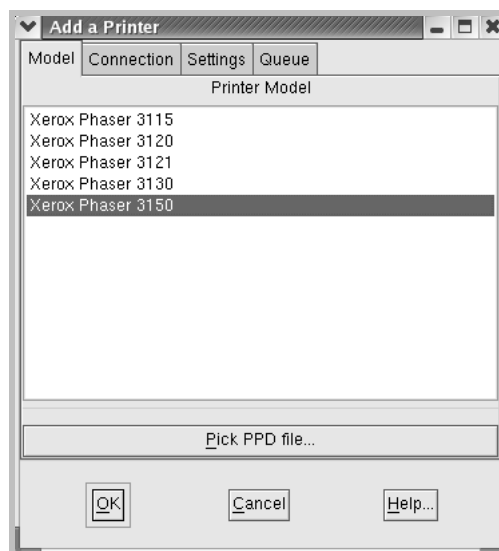 Add a Printer
Model Connection Settings Queue
Printer Model
Xerox Phaser 3115
Xerox Phaser 3120
Xerox Phaser 3121
Xerox Phaser 3130
Xerox Phaser 3150
Pick PPD file...
OK Cancel Help...